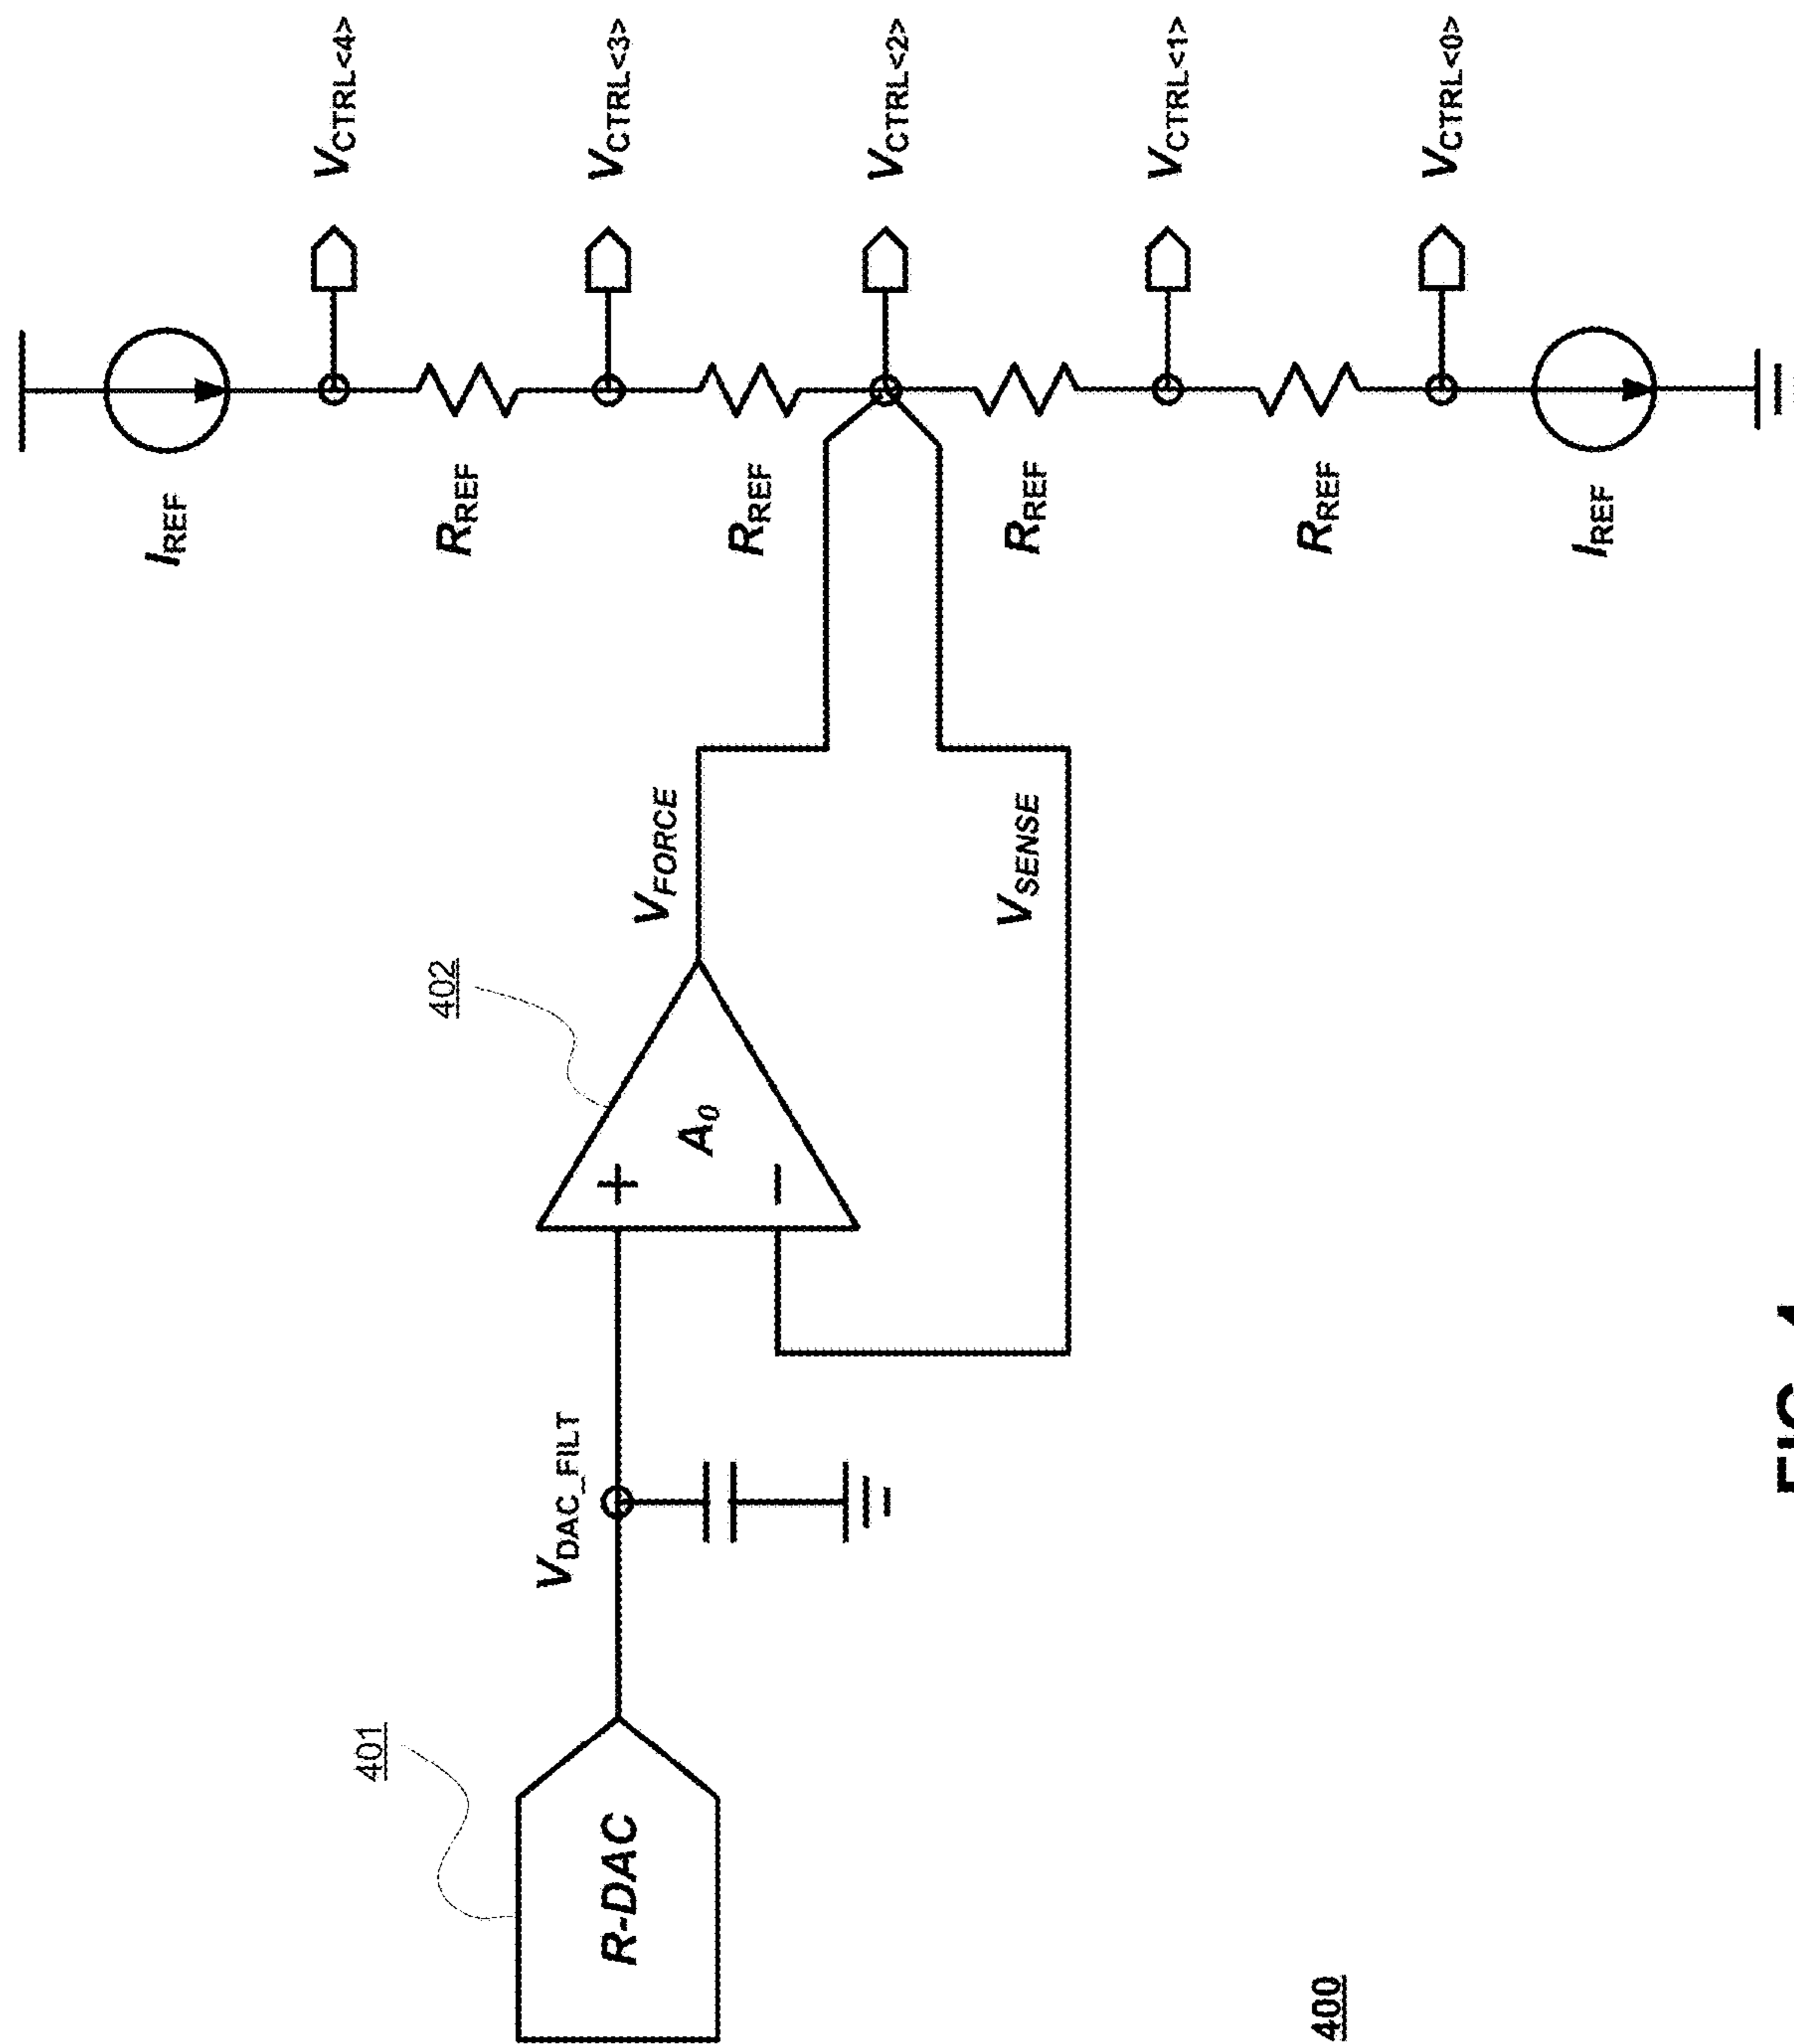 IREF
VCTRL<4>
401
402
RREF
VCTRL<3>
VDAC_FILT
VFORCE
R-DAC
+
A0
−
RREF
VCTRL<2>
VSENSE
RREF
VCTRL<1>
RREF
400
VCTRL<0>
IREF